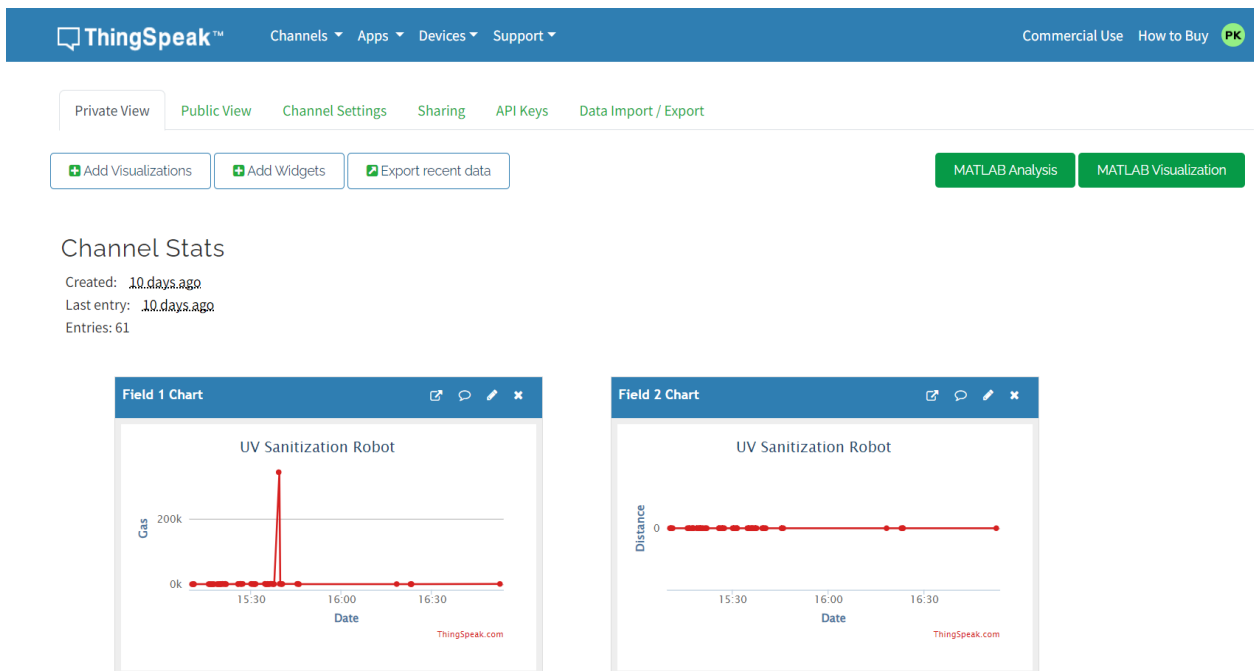 ThingSpeak™ Channels Apps Devices Support Commercial Use How to Buy PK
Private View Public View Channel Settings Sharing API Keys Data Import / Export
Add Visualizations Add Widgets Export recent data MATLAB Analysis MATLAB Visualization
Channel Stats
Created: 10 days ago
Last entry: 10 days ago
Entries: 61
Field 1 Chart
UV Sanitization Robot
Gas
200k
0k
15:30 16:00 16:30
Date
ThingSpeak.com
Field 2 Chart
UV Sanitization Robot
Distance
0
15:30 16:00 16:30
Date
ThingSpeak.com